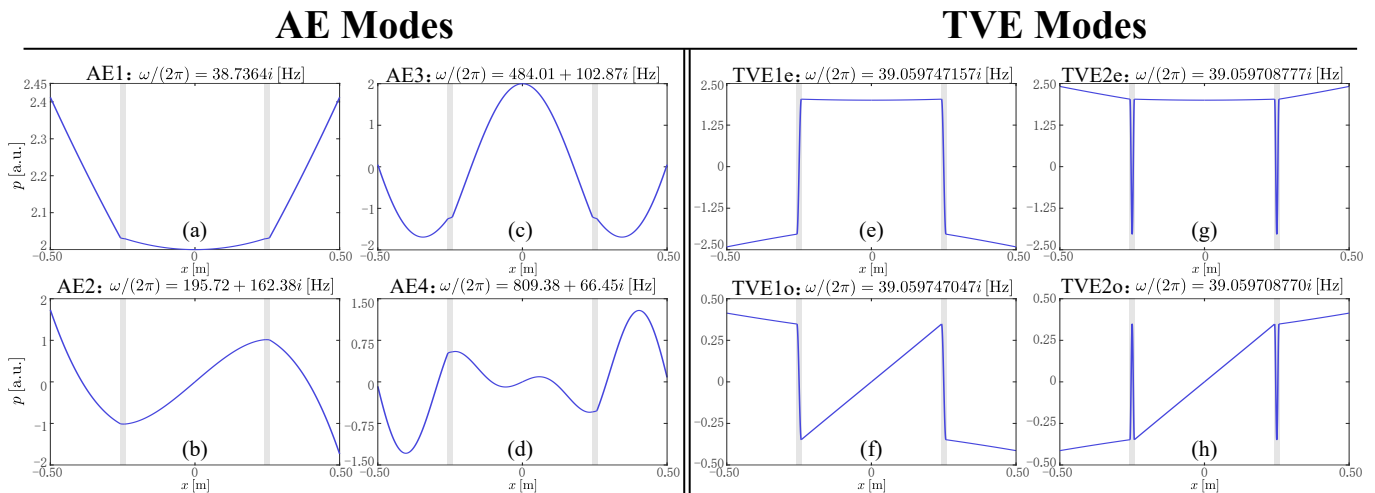 AE Modes
TVE Modes
AE1: ω/(2π) = 38.7364i [Hz]
AE3: ω/(2π) = 484.01 + 102.87i [Hz]
TVE1e: ω/(2π) = 39.059747157i [Hz]
TVE2e: ω/(2π) = 39.059708777i [Hz]
2.45
2.4
2.3
2.2
2.1
2
p [a.u.]
(a)
−0.50
0
0.50
x [m]
2
1
0
−1
−2
(c)
−0.50
0
0.50
x [m]
2.50
1.25
0
−1.25
−2.50
(e)
−0.50
0
0.50
x [m]
2.50
1.25
0
−1.25
−2.50
(g)
−0.50
0
0.50
x [m]
AE2: ω/(2π) = 195.72 + 162.38i [Hz]
AE4: ω/(2π) = 809.38 + 66.45i [Hz]
TVE1o: ω/(2π) = 39.059747047i [Hz]
TVE2o: ω/(2π) = 39.059708770i [Hz]
2
1
0
−1
−2
p [a.u.]
(b)
−0.50
0
0.50
x [m]
1.50
0.75
0
−0.75
−1.50
(d)
−0.50
0
0.50
x [m]
0.50
0.25
0
−0.25
−0.50
(f)
−0.50
0
0.50
x [m]
0.50
0.25
0
−0.25
−0.50
(h)
−0.50
0
0.50
x [m]